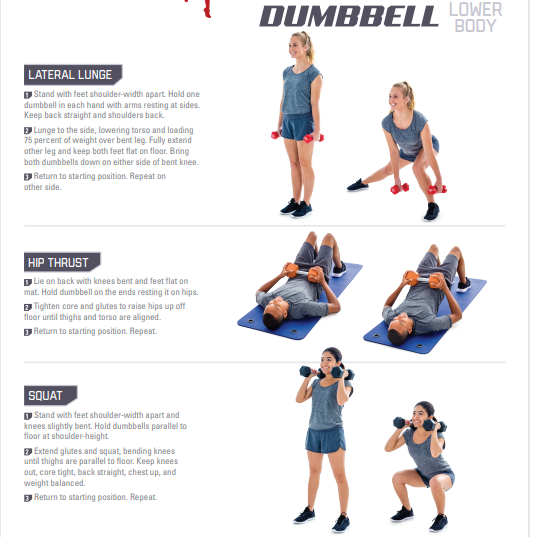 DUMBBELL LOWER
BODY
LATERAL LUNGE
1 Stand with feet shoulder-width apart. Hold one
dumbbell in each hand with arms resting at sides.
Keep back straight and shoulders back.
2 Lunge to the side, lowering torso and loading
75 percent of weight over bent leg. Fully extend
other leg and keep both feet flat on floor. Bring
both dumbbells down on either side of bent knee.
3 Return to starting position. Repeat on
other side.
HIP THRUST
1 Lie on back with knees bent and feet flat on
mat. Hold dumbbell on the ends resting it on hips.
2 Tighten core and glutes to raise hips up off
floor until thighs and torso are aligned.
3 Return to starting position. Repeat.
SQUAT
1 Stand with feet shoulder-width apart and
knees slightly bent. Hold dumbbells parallel to
floor at shoulder-height.
2 Extend glutes and squat, bending knees
until thighs are parallel to floor. Keep knees
out, core tight, back straight, chest up, and
weight balanced.
3 Return to starting position. Repeat.